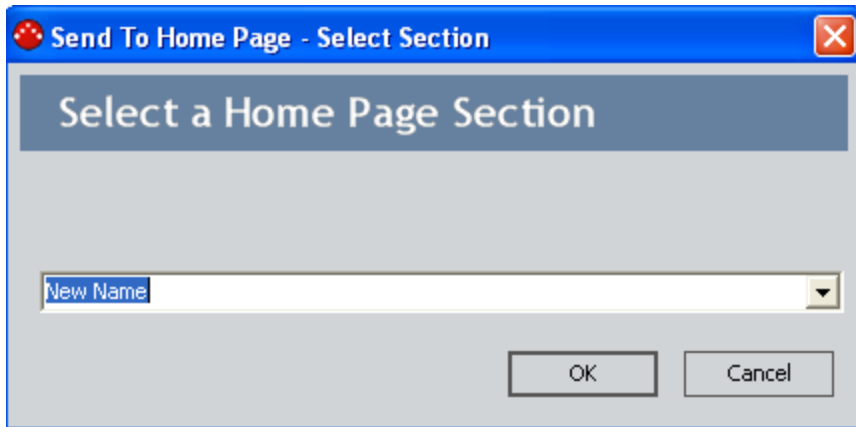 Send To Home Page - Select Section
Select a Home Page Section
New Name
OK
Cancel